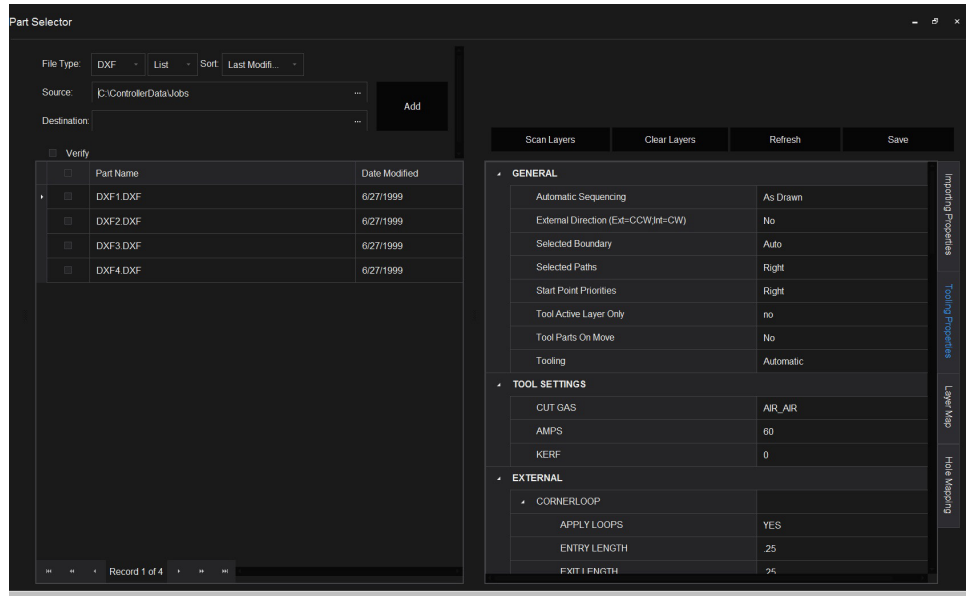 Part Selector
File Type: DXF List Sort: Last Modifi...
Source: C:\ControllerData\Jobs ...
Add
Destination: ...
Verify
Part Name Date Modified
DXF1.DXF 6/27/1999
DXF2.DXF 6/27/1999
DXF3.DXF 6/27/1999
DXF4.DXF 6/27/1999
Record 1 of 4
Scan Layers Clear Layers Refresh Save
GENERAL
Automatic Sequencing As Drawn
External Direction (Ext=CCW;Int=CW) No
Selected Boundary Auto
Selected Paths Right
Start Point Priorities Right
Tool Active Layer Only no
Tool Parts On Move No
Tooling Automatic
TOOL SETTINGS
CUT GAS AIR_AIR
AMPS 60
KERF 0
EXTERNAL
CORNERLOOP
APPLY LOOPS YES
ENTRY LENGTH .25
EXIT LENGTH .25
Importing Properties
Tooling Properties
Layer Map
Hole Mapping